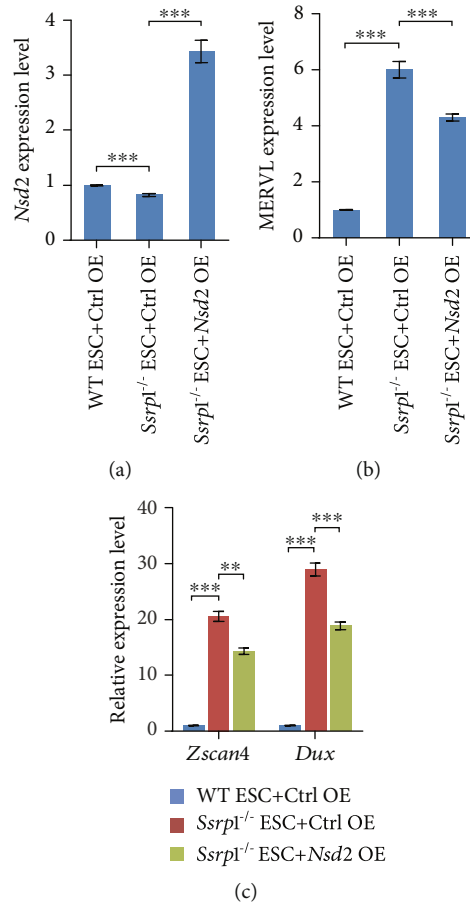 ***
***
4
3
2
1
0
Nsd2 expression level
WT ESC+Ctrl OE
Ssrp1-/- ESC+Ctrl OE
Ssrp1-/- ESC+Nsd2 OE
(a)
***
***
8
6
4
2
0
MERVL expression level
WT ESC+Ctrl OE
Ssrp1-/- ESC+Ctrl OE
Ssrp1-/- ESC+Nsd2 OE
(b)
40
30
20
10
0
Relative expression level
***
**
***
***
Zscan4
Dux
WT ESC+Ctrl OE
Ssrp1-/- ESC+Ctrl OE
Ssrp1-/- ESC+Nsd2 OE
(c)